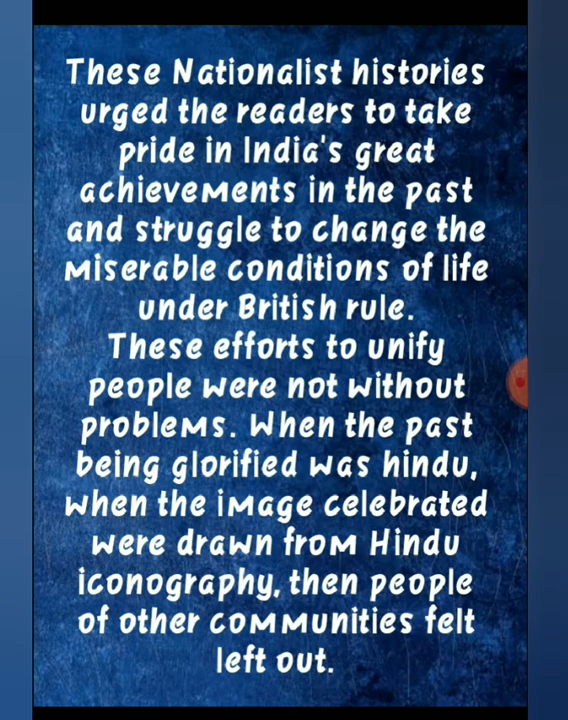 These Nationalist histories
urged the readers to take
pride in India's great
achievements in the past
and struggle to change the
miserable conditions of life
under British rule.
These efforts to unify
people were not without
problems. When the past
being glorified was hindu,
when the image celebrated
were drawn from Hindu
iconography, then people
of other communities felt
left out.